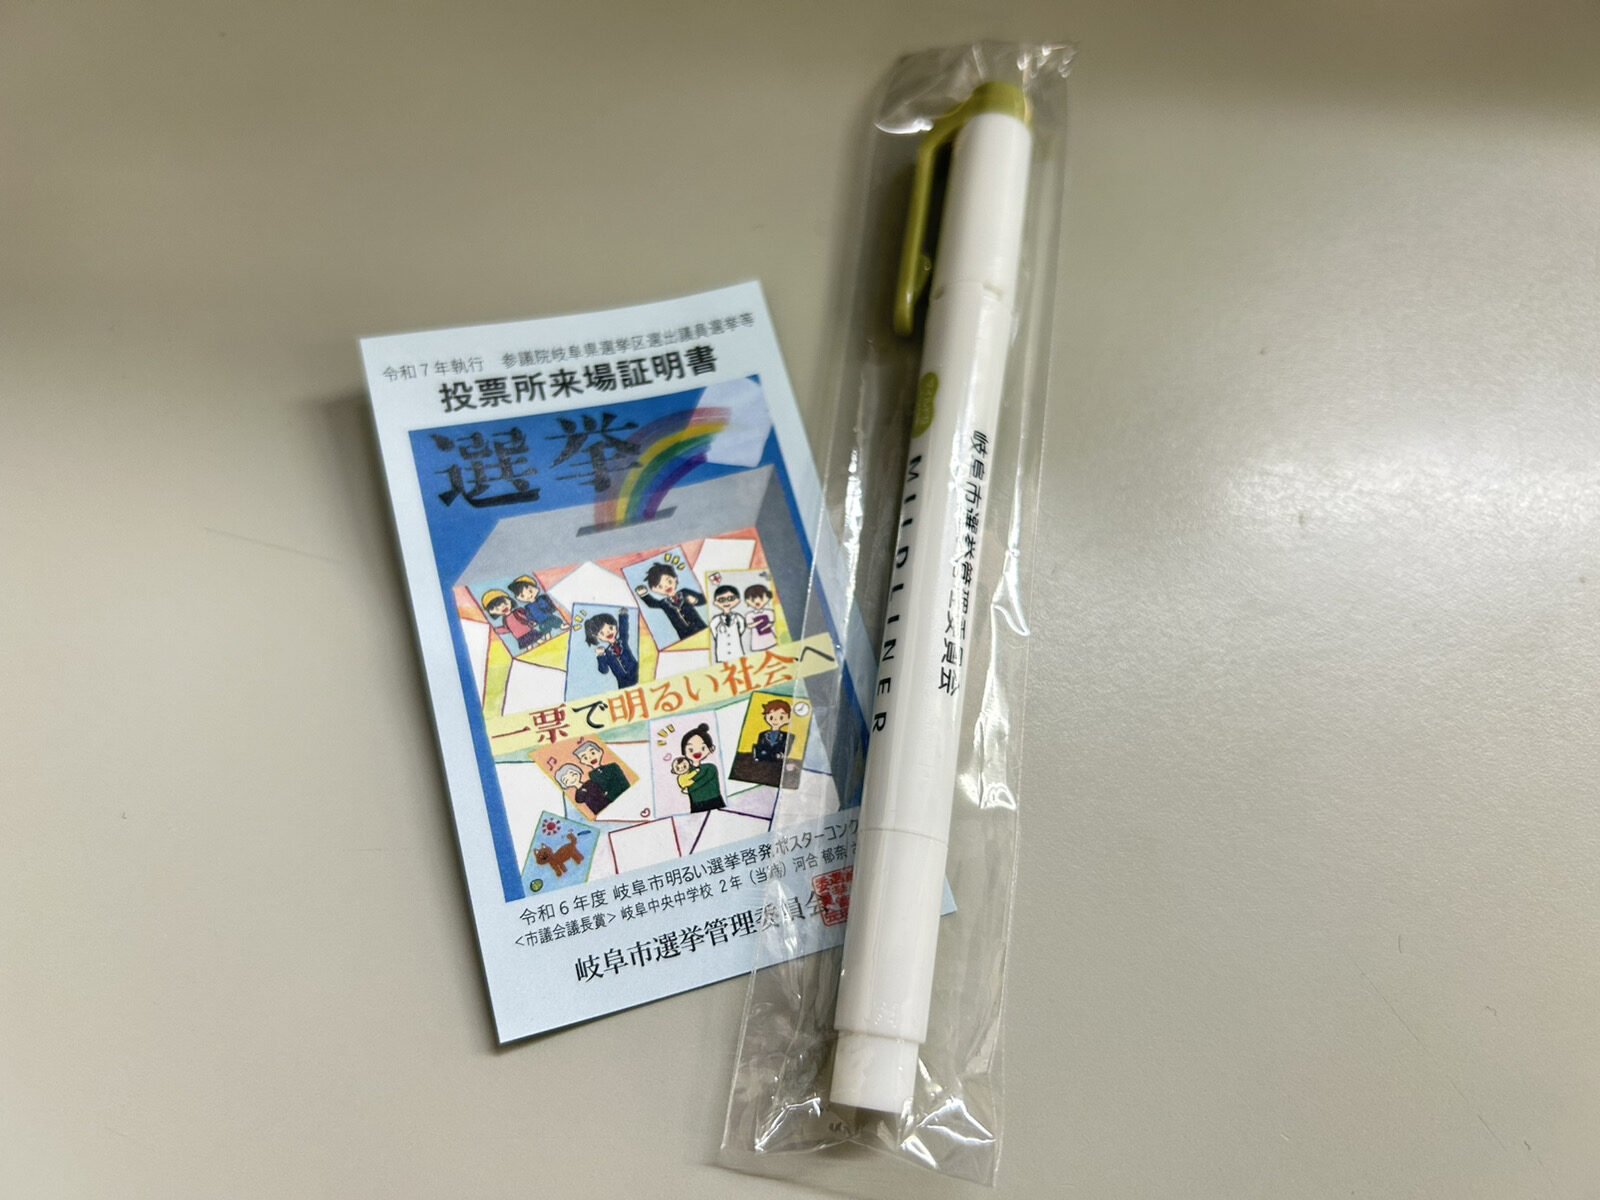 令和7年執行 参議院岐阜県選挙区選出議員選挙等
投票所来場証明書
選挙
2
一票で明るい社会へ
令和6年度 岐阜市明るい選挙啓発ポスターコンク
<市議会議長賞> 岐阜中央中学校 2年（当時）河合 郁奈 さ
岐阜市選挙管理委員会
岐阜市選挙管理委員会
MILDLINER